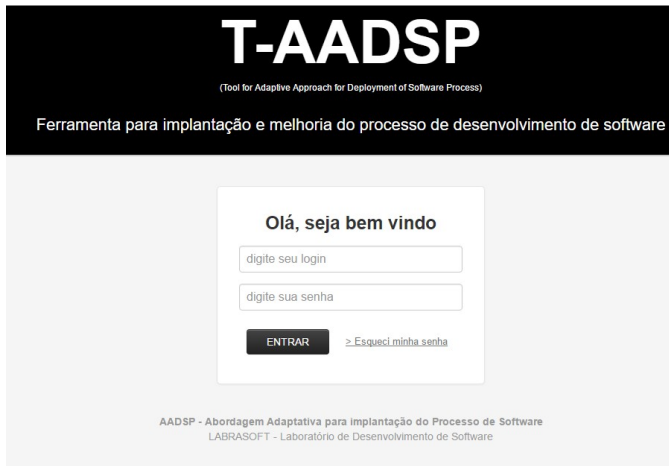 T-AADSP
(Tool for Adaptive Approach for Deployment of Software Process)
Ferramenta para implantação e melhoria do processo de desenvolvimento de software
Olá, seja bem vindo
digite seu login
digite sua senha
ENTRAR > Esqueci minha senha
AADSP - Abordagem Adaptativa para implantação do Processo de Software
LABRASOFT - Laboratório de Desenvolvimento de Software